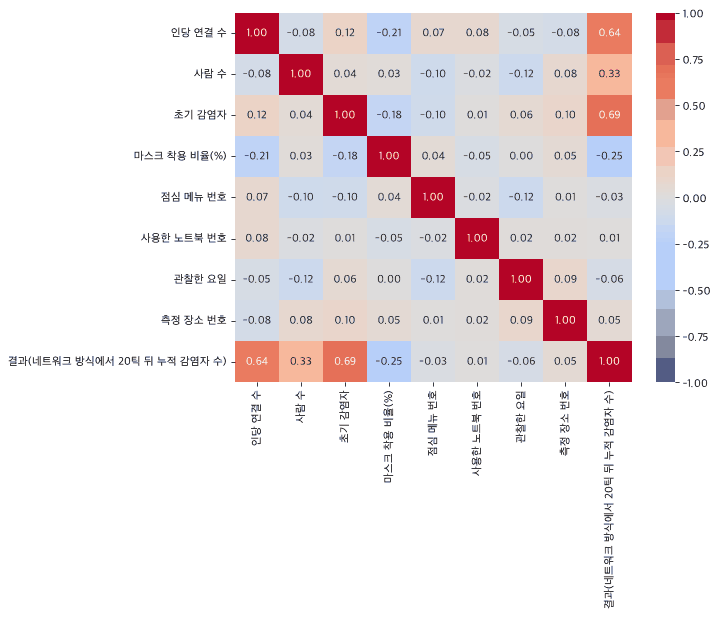 인당 연결 수 1.00 -0.08 0.12 -0.21 0.07 0.08 -0.05 -0.08 0.64
사람 수 -0.08 1.00 0.04 0.03 -0.10 -0.02 -0.12 0.08 0.33
초기 감염자 0.12 0.04 1.00 -0.18 -0.10 0.01 0.06 0.10 0.69
마스크 착용 비율(%) -0.21 0.03 -0.18 1.00 0.04 -0.05 0.00 0.05 -0.25
점심 메뉴 번호 0.07 -0.10 -0.10 0.04 1.00 -0.02 -0.12 0.01 -0.03
사용한 노트북 번호 0.08 -0.02 0.01 -0.05 -0.02 1.00 0.02 0.02 0.01
관찰한 요일 -0.05 -0.12 0.06 0.00 -0.12 0.02 1.00 0.09 -0.06
측정 장소 번호 -0.08 0.08 0.10 0.05 0.01 0.02 0.09 1.00 0.05
결과(네트워크 방식에서 20틱 뒤 누적 감염자 수) 0.64 0.33 0.69 -0.25 -0.03 0.01 -0.06 0.05 1.00
인당 연결 수
사람 수
초기 감염자
마스크 착용 비율(%)
점심 메뉴 번호
사용한 노트북 번호
관찰한 요일
측정 장소 번호
결과(네트워크 방식에서 20틱 뒤 누적 감염자 수)
1.00
0.75
0.50
0.25
0.00
-0.25
-0.50
-0.75
-1.00